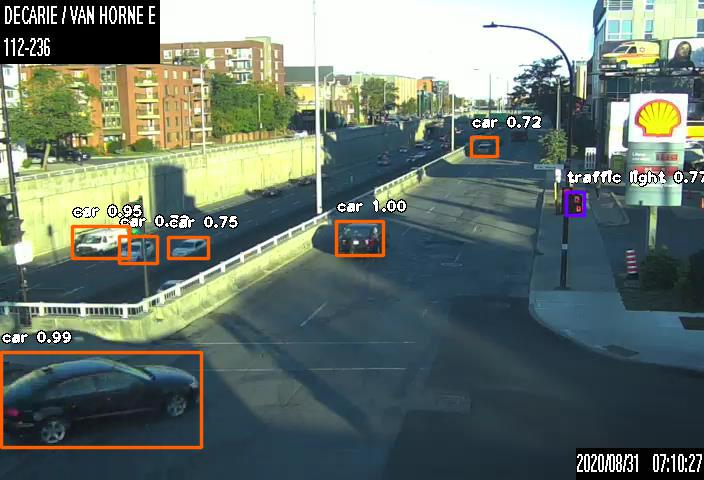 DECARIE / VAN HORNE E
112-236
car 0.72
traffic light 0.77
car 0.95
car 0.75
car 1.00
car 0.99
2020/08/31 07:10:27